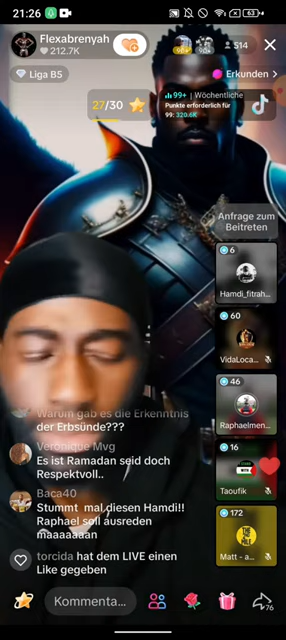 21:26
63
Flexabrenyah
212.7K
514
Liga B5
Erkunden
27/30
99+ | Wöchentliche
Punkte erforderlich für
99: 320.6K
Anfrage zum
Beitreten
6
Hamdi_fitrah...
60
VidaLoca...
46
Raphaelmen...
16
Taoufik
172
Matt - a...
Warum gab es die Erkenntnis
der Erbsünde???
Veronique Mvg
Es ist Ramadan seid doch
Respektvoll..
Baca40
Stummt mal diesen Hamdi!!
Raphael soll ausreden
maaaaaaan
torcida hat dem LIVE einen
Like gegeben
Kommenta...
76